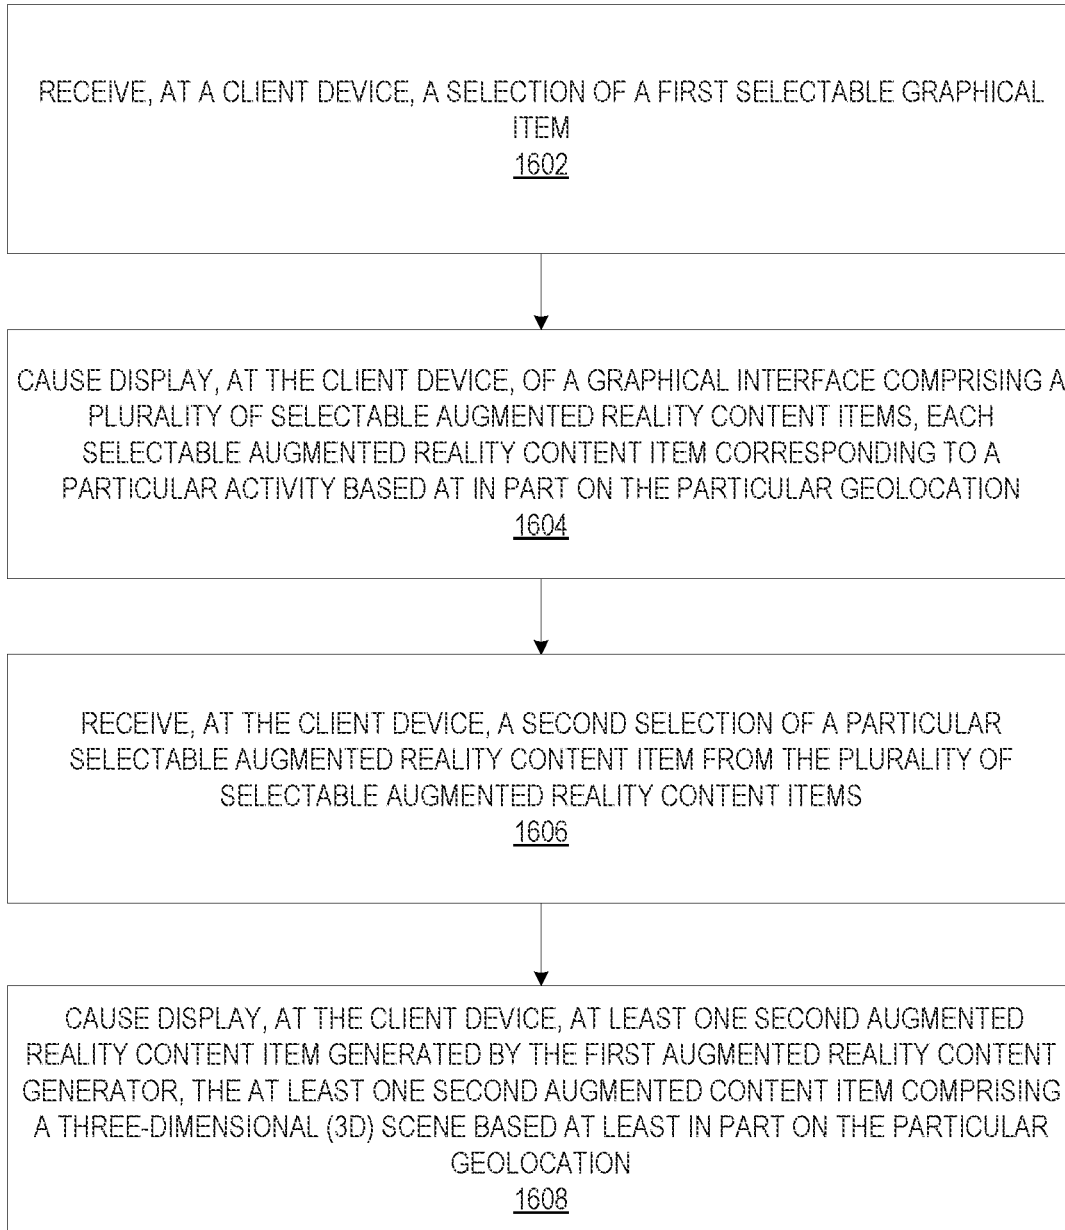 RECEIVE, AT A CLIENT DEVICE, A SELECTION OF A FIRST SELECTABLE GRAPHICAL
ITEM
1602
CAUSE DISPLAY, AT THE CLIENT DEVICE, OF A GRAPHICAL INTERFACE COMPRISING A
PLURALITY OF SELECTABLE AUGMENTED REALITY CONTENT ITEMS, EACH
SELECTABLE AUGMENTED REALITY CONTENT ITEM CORRESPONDING TO A
PARTICULAR ACTIVITY BASED AT IN PART ON THE PARTICULAR GEOLOCATION
1604
RECEIVE, AT THE CLIENT DEVICE, A SECOND SELECTION OF A PARTICULAR
SELECTABLE AUGMENTED REALITY CONTENT ITEM FROM THE PLURALITY OF
SELECTABLE AUGMENTED REALITY CONTENT ITEMS
1606
CAUSE DISPLAY, AT THE CLIENT DEVICE, AT LEAST ONE SECOND AUGMENTED
REALITY CONTENT ITEM GENERATED BY THE FIRST AUGMENTED REALITY CONTENT
GENERATOR, THE AT LEAST ONE SECOND AUGMENTED CONTENT ITEM COMPRISING
A THREE-DIMENSIONAL (3D) SCENE BASED AT LEAST IN PART ON THE PARTICULAR
GEOLOCATION
1608